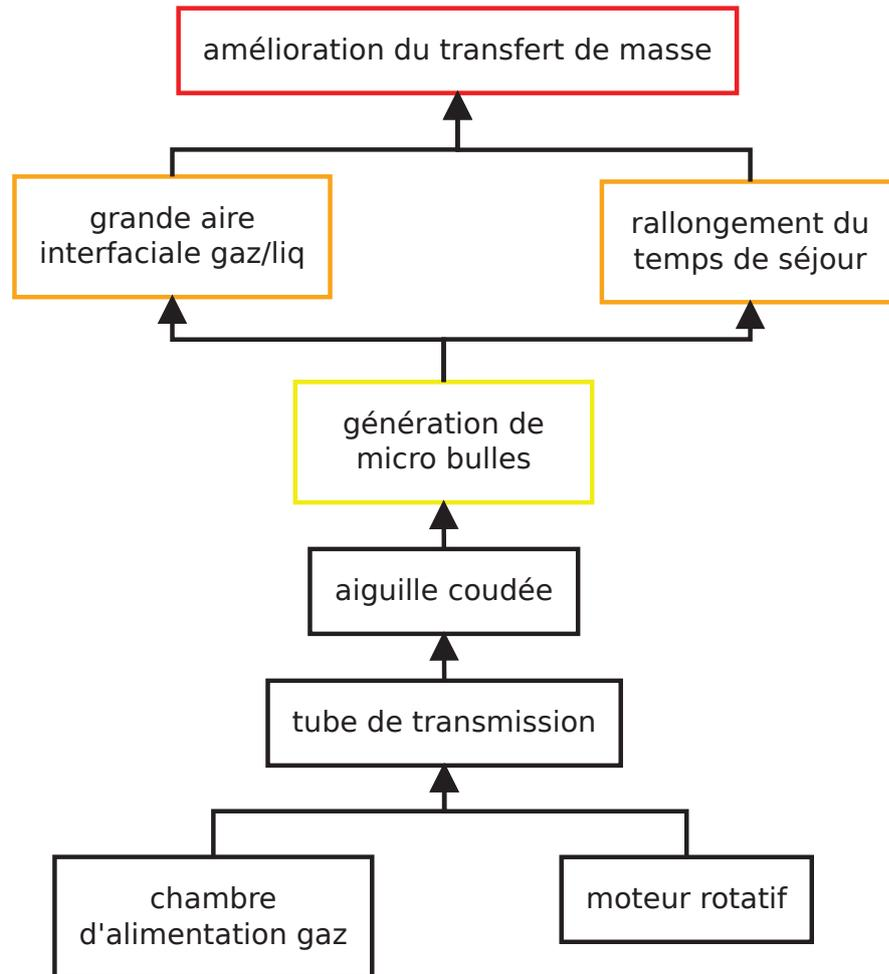 amélioration du transfert de masse
grande aire
interfaciale gaz/liq
rallongement du
temps de séjour
génération de
micro bulles
aiguille coudée
tube de transmission
chambre
d'alimentation gaz
moteur rotatif